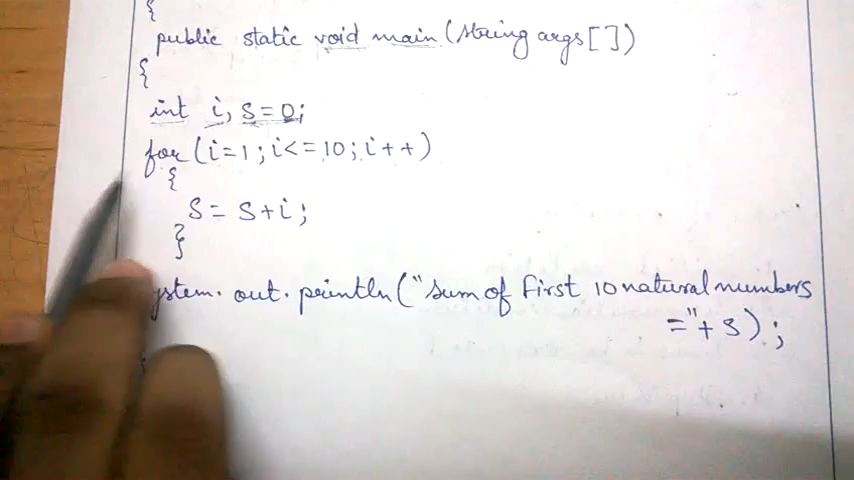 {
public static void main (String args [ ])
{
int i, s = 0;
for (i=1 ; i<= 10; i + +)
{
s = s + i ;
}
ystem. out. println ("Sum of first 10 natural numbers
=" + s ) ;